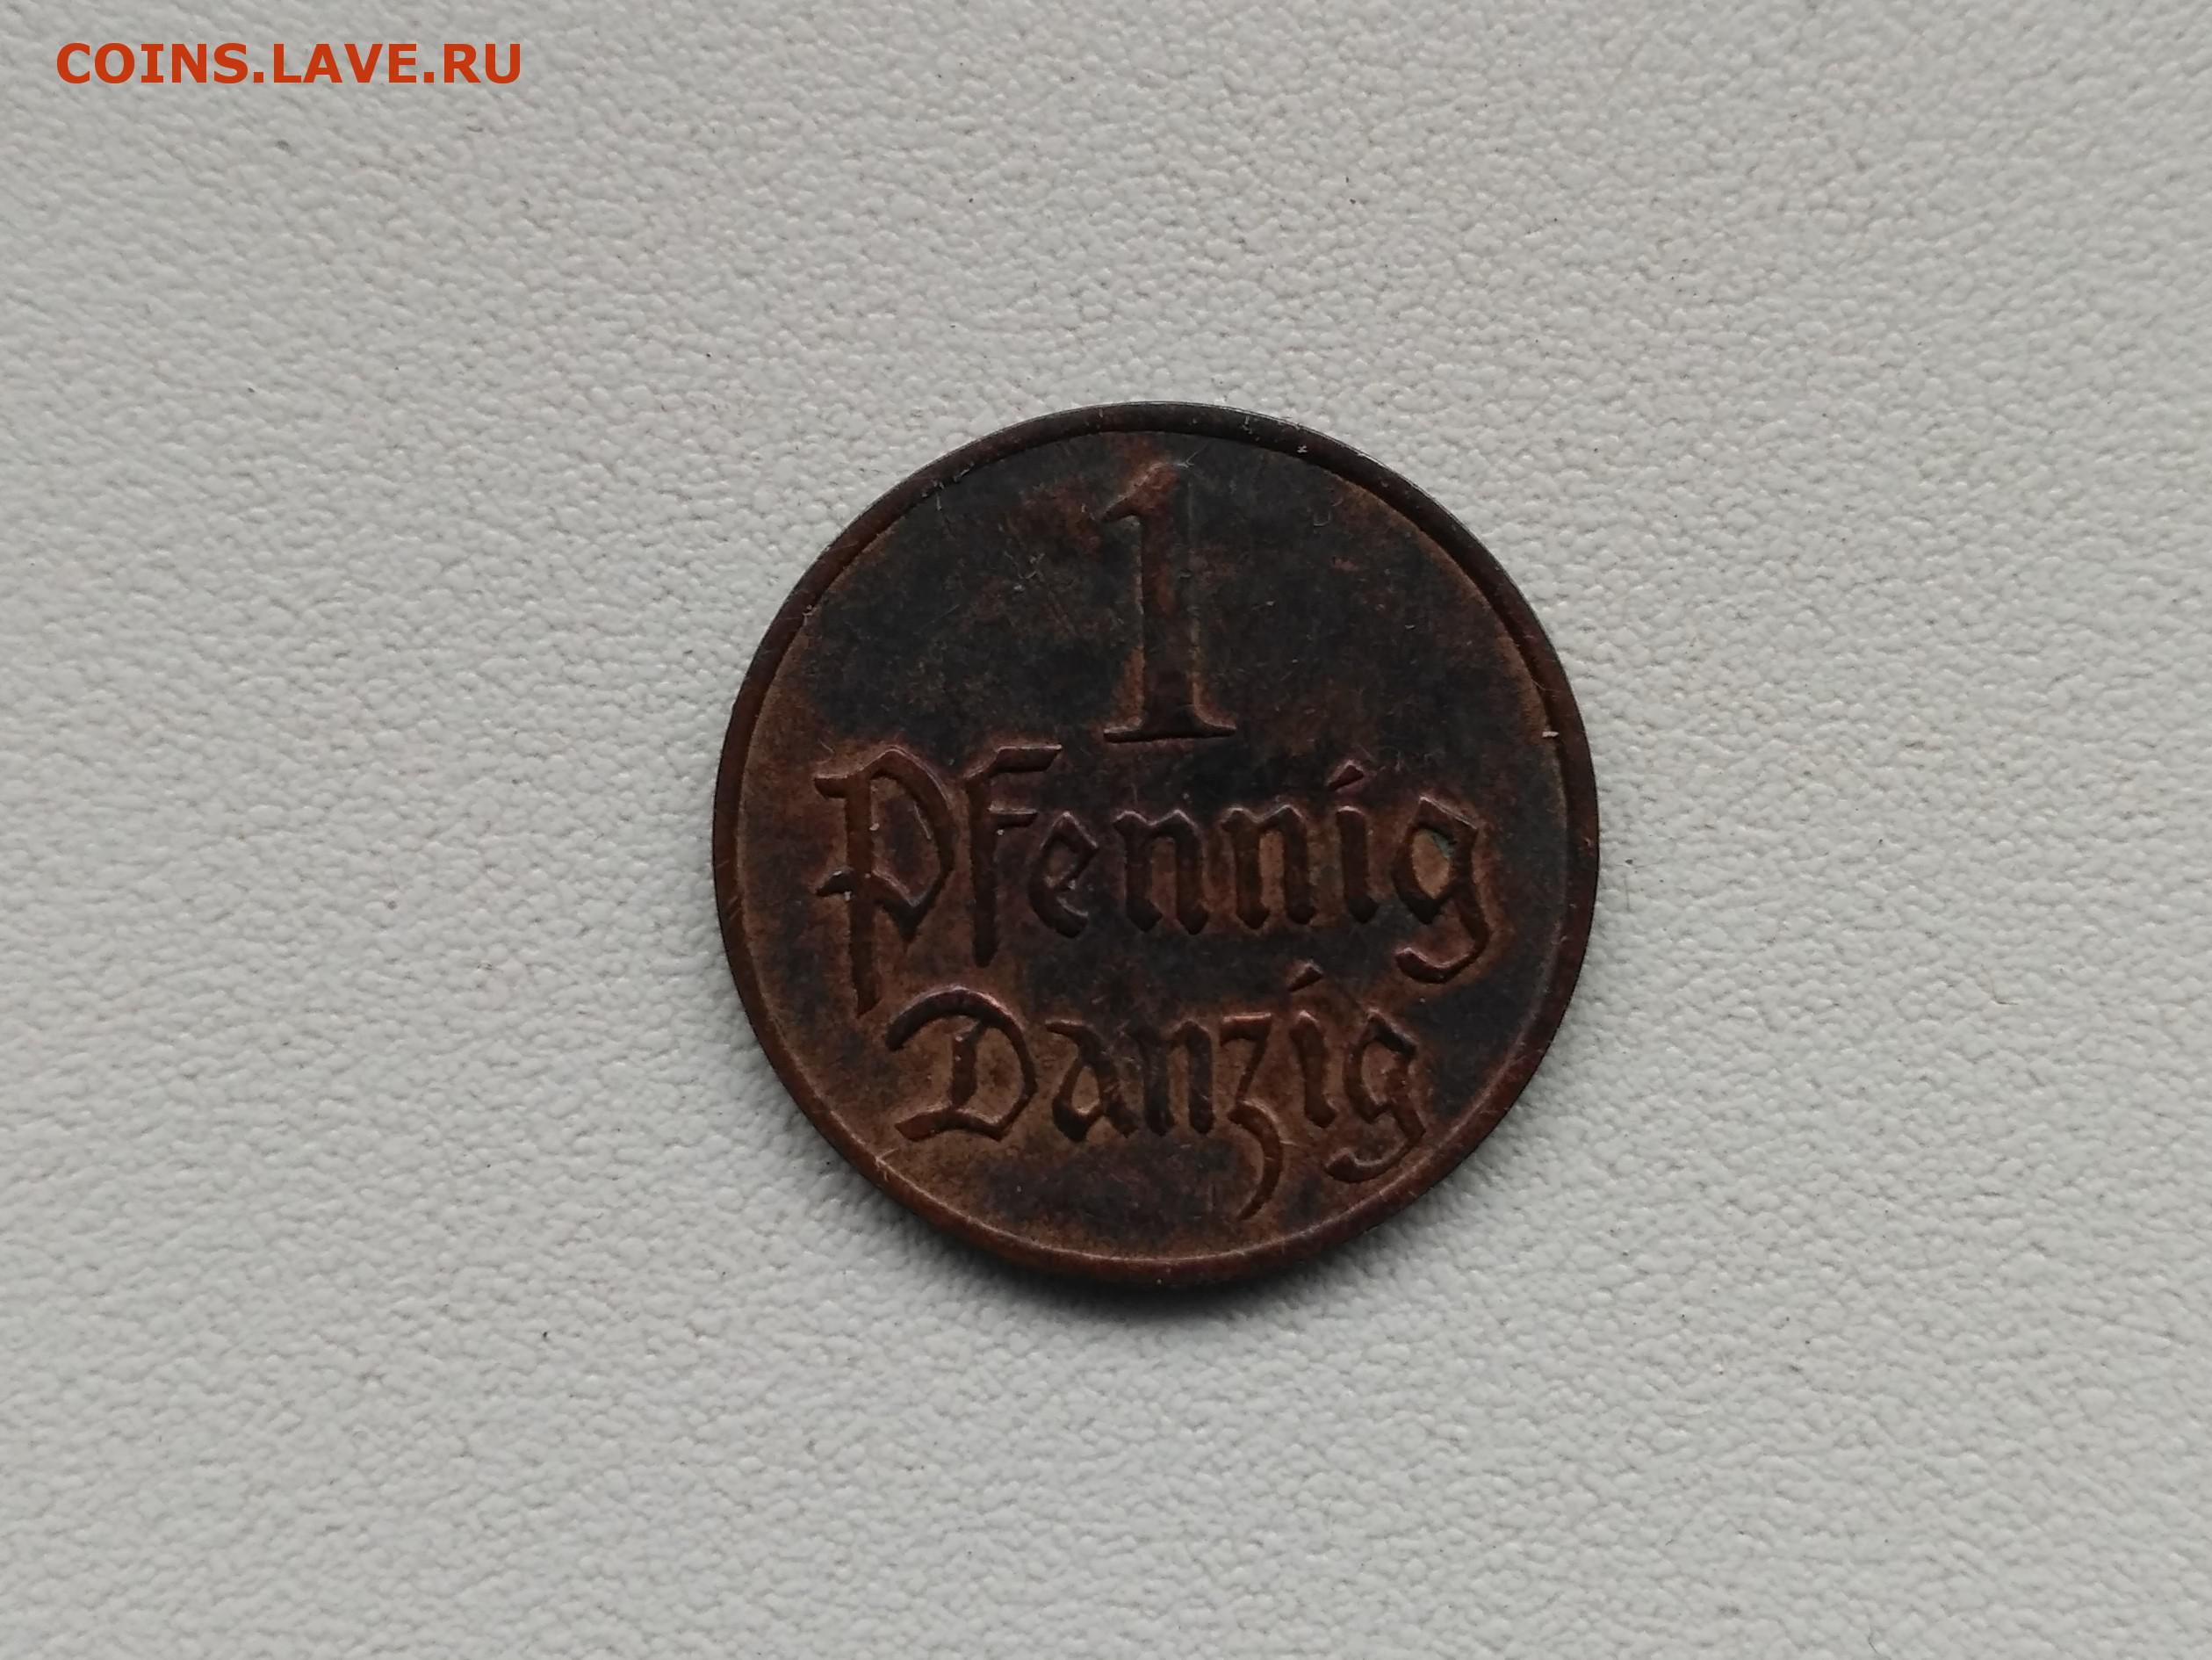 COINS.LAVE.RU
1
Pfennig
Danzig